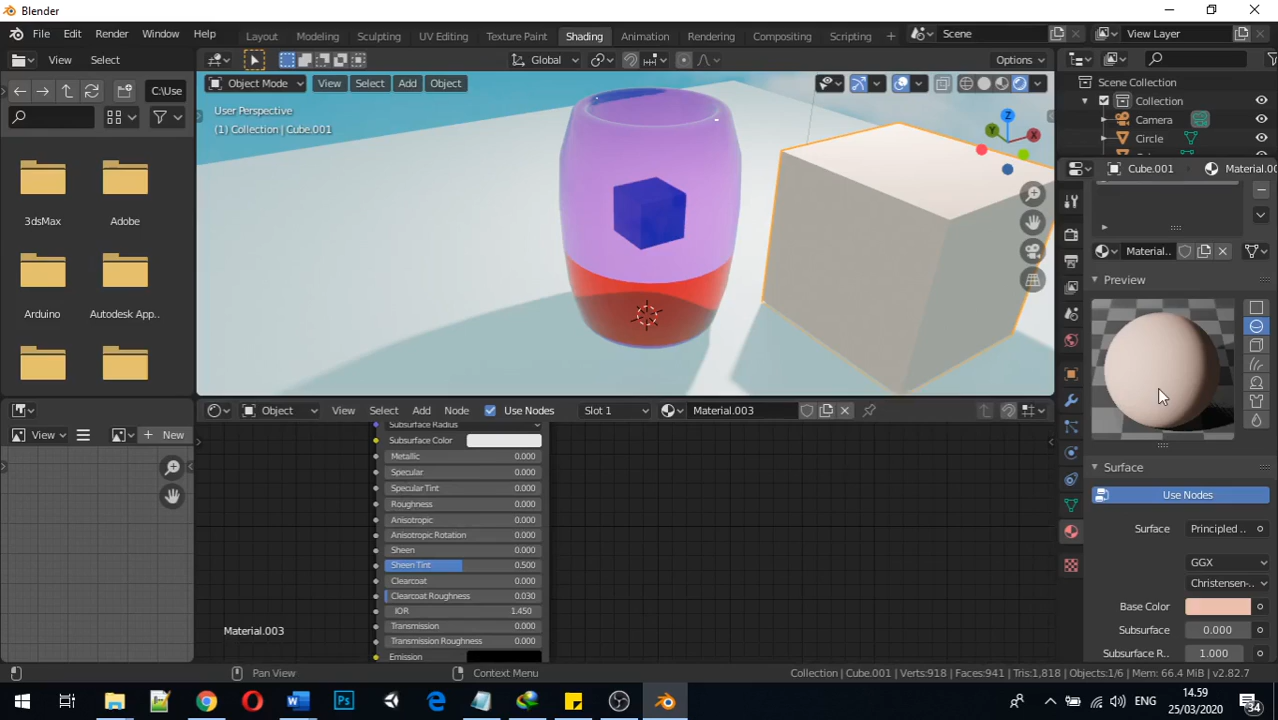 Blender
File Edit Render Window Help
Layout Modeling Sculpting UV Editing Texture Paint Shading Animation Rendering Compositing Scripting
Scene
View Layer
View Select
Global
Options
C:\Use
3dsMax
Adobe
Arduino
Autodesk App..
Object Mode View Select Add Object
User Perspective
(1) Collection | Cube.001
Y
X
Z
Scene Collection
Collection
Camera
Circle
Cube.001
Material.00
Material..
Preview
Surface
Use Nodes
Surface Principled ..
GGX
Christensen-..
Base Color
Subsurface 0.000
Subsurface R.. 1.000
View
New
Object View Select Add Node Use Nodes Slot 1 Material.003
Subsurface Radius
Subsurface Color
Metallic 0.000
Specular 0.000
Specular Tint 0.000
Roughness 0.000
Anisotropic 0.000
Anisotropic Rotation 0.000
Sheen 0.000
Sheen Tint 0.500
Clearcoat 0.000
Clearcoat Roughness 0.030
IOR 1.450
Transmission 0.000
Transmission Roughness 0.000
Emission
Material.003
Pan View
Context Menu
Collection | Cube.001 | Verts:918 | Faces:941 | Tris:1,818 | Objects:1/6 | Mem: 66.4 MiB | v2.82.7
ENG
14.59
25/03/2020
34